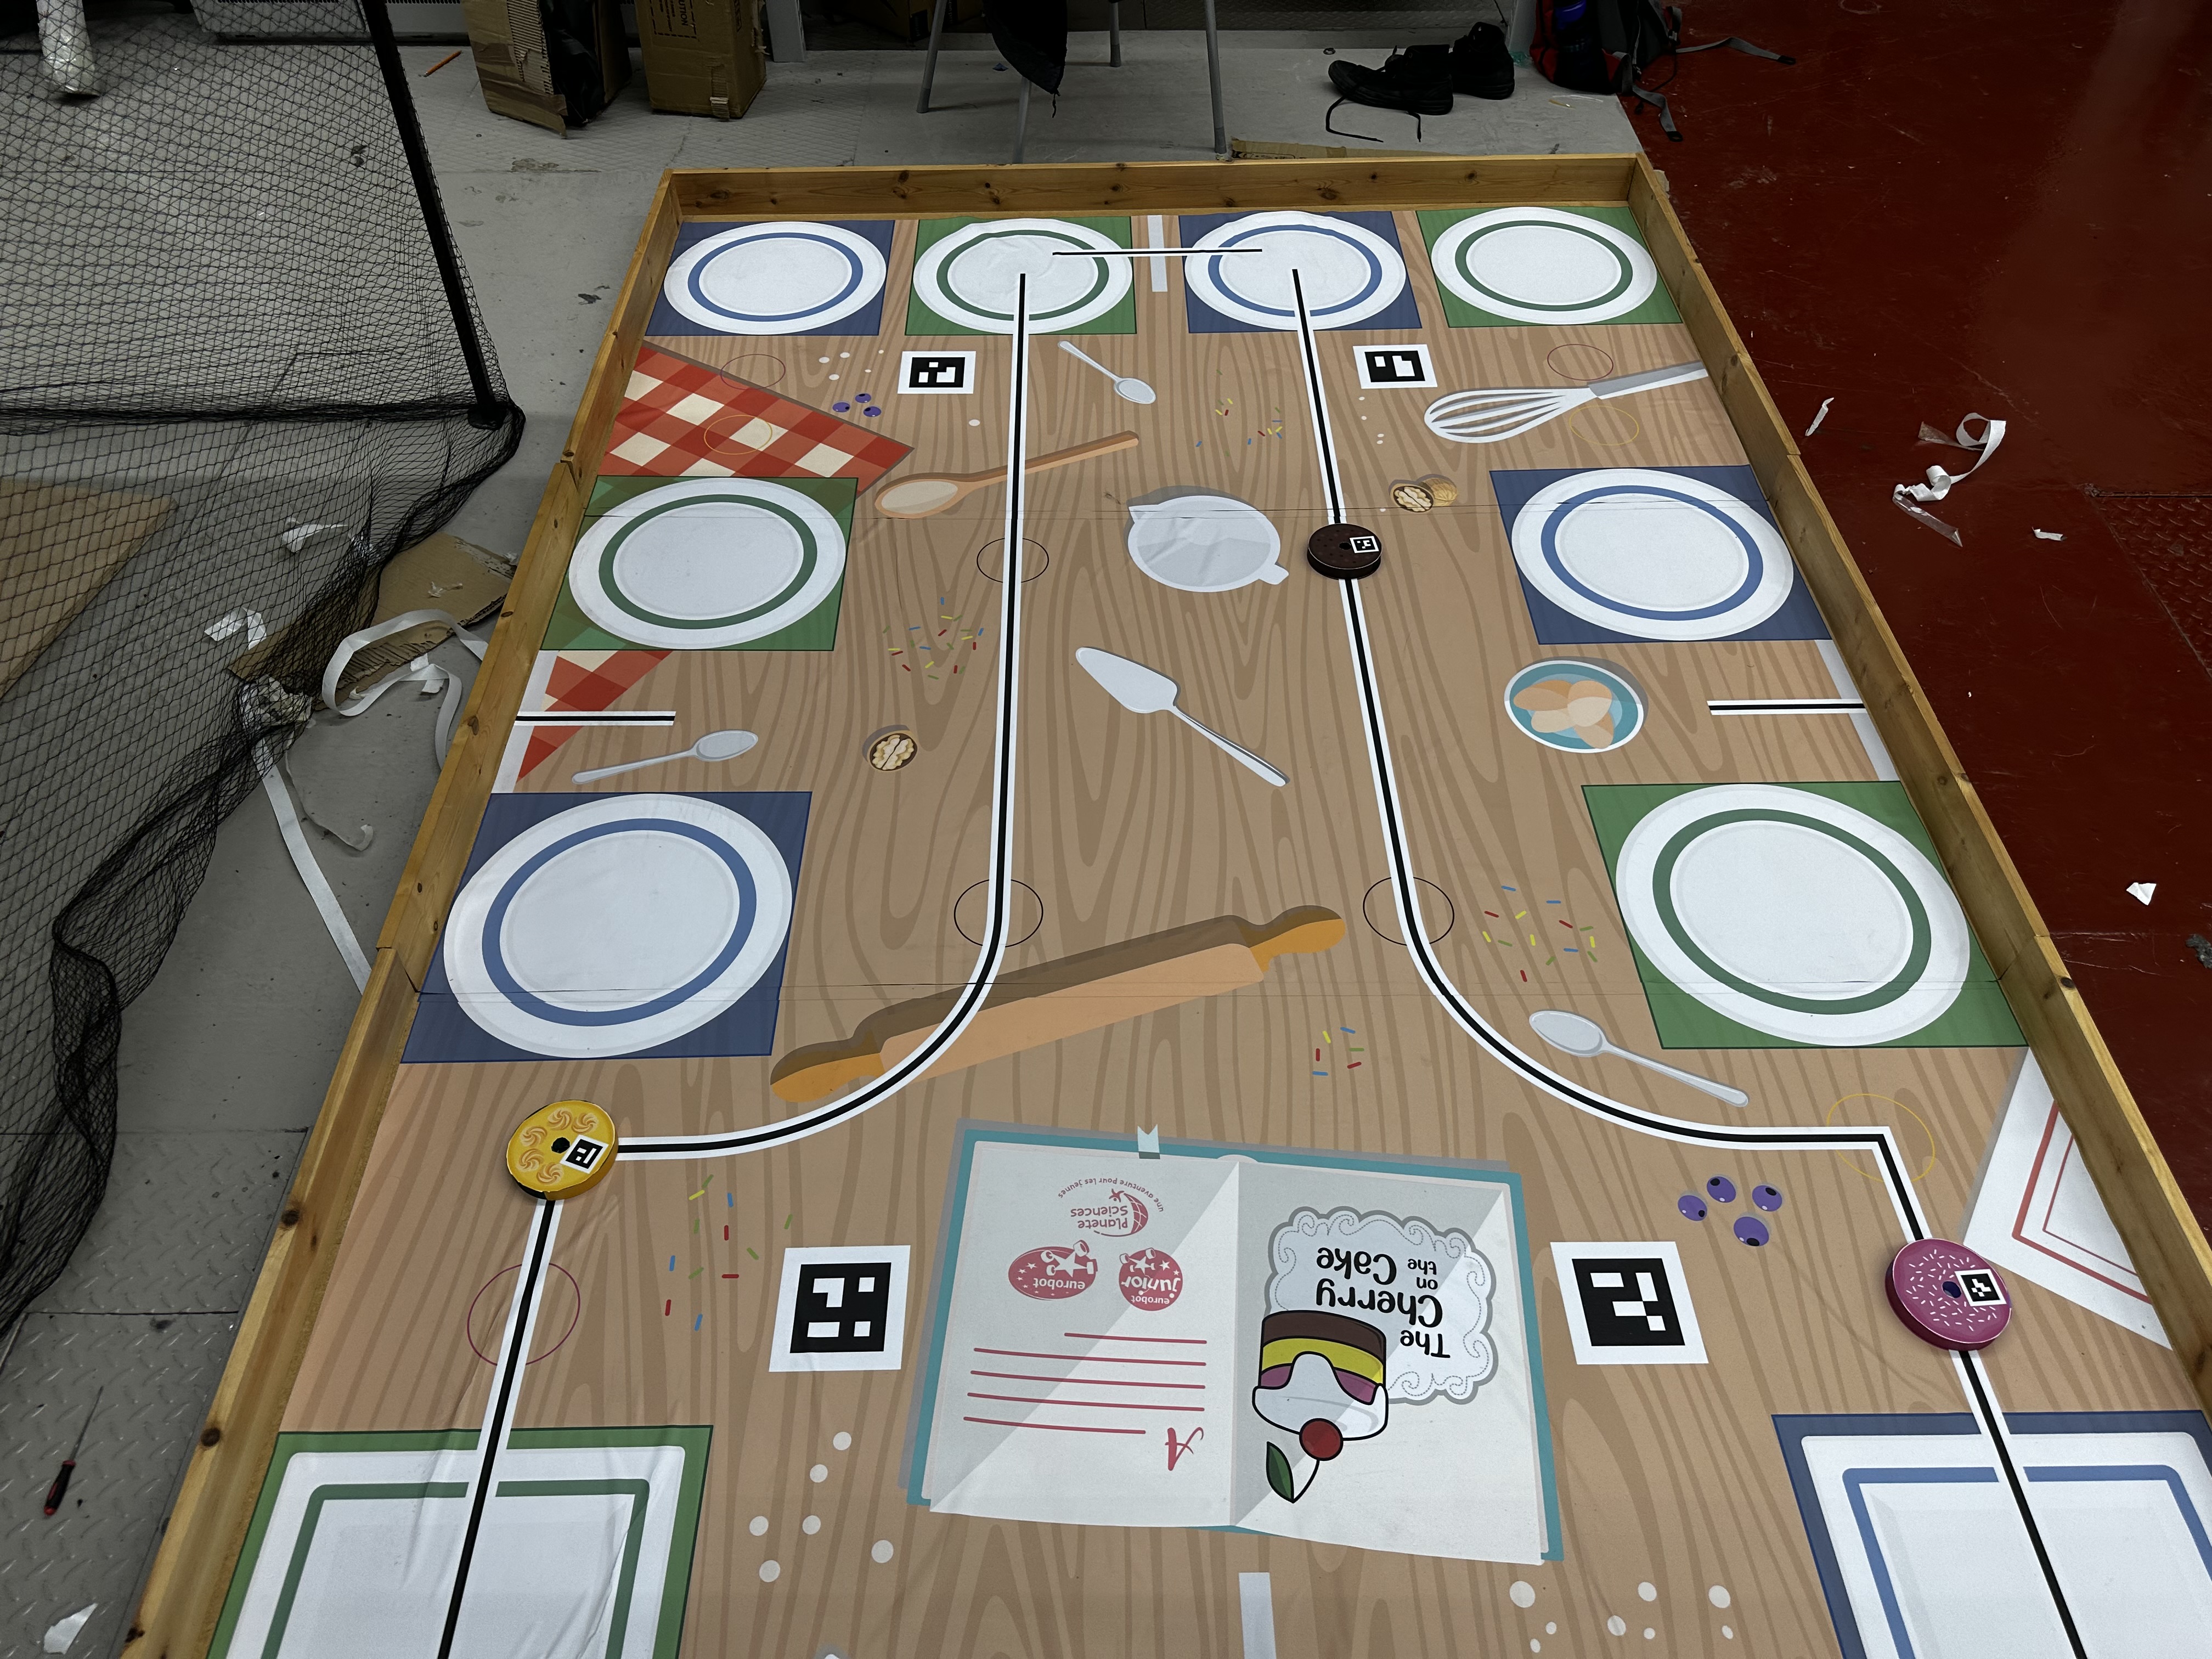 The
Cherry
on
the
Cake
A
eurobot
junior
eurobot
Planete
Sciences
une aventure pour les jeunes